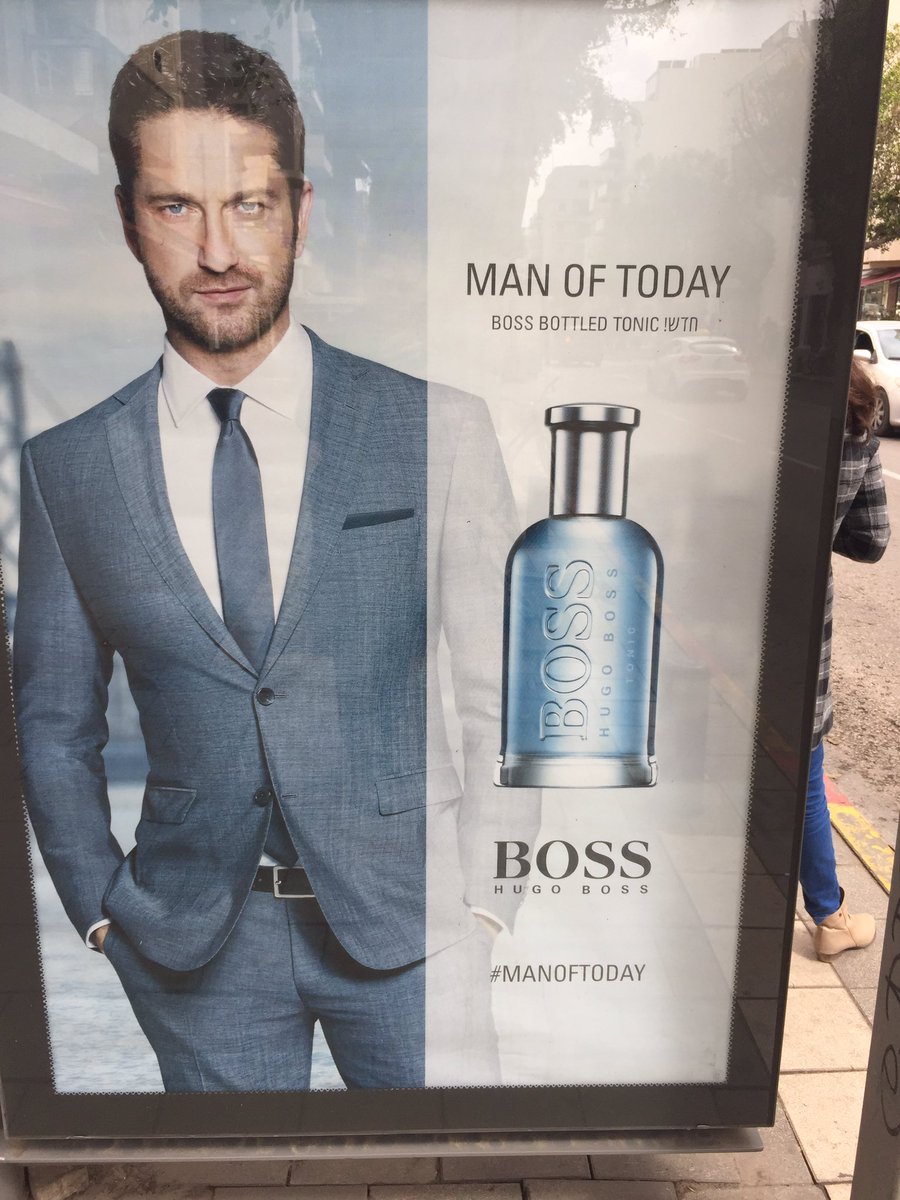 MAN OF TODAY
BOSS BOTTLED TONIC חדש!
BOSS
HUGO BOSS
TONIC
BOSS
HUGO BOSS
#MANOFTODAY